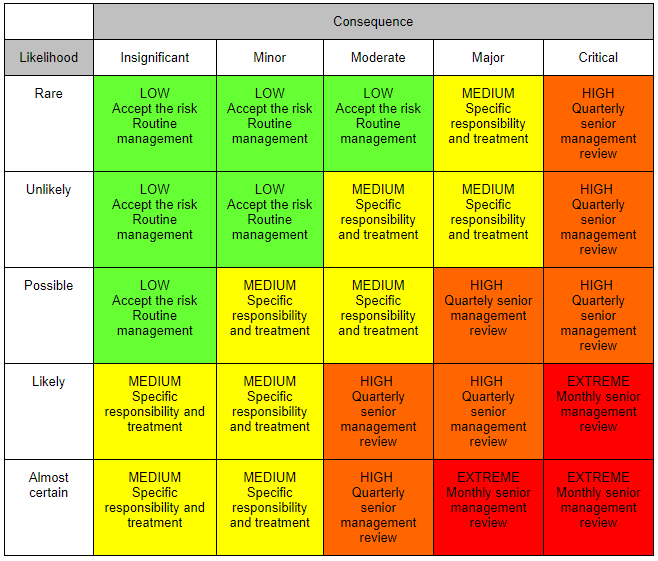 Consequence
Likelihood
Insignificant
Minor
Moderate
Major
Critical
Rare
LOW
Accept the risk
Routine
management
LOW
Accept the risk
Routine
management
LOW
Accept the risk
Routine
management
MEDIUM
Specific
responsibility
and treatment
HIGH
Quarterly
senior
management
review
Unlikely
LOW
Accept the risk
Routine
management
LOW
Accept the risk
Routine
management
MEDIUM
Specific
responsibility
and treatment
MEDIUM
Specific
responsibility
and treatment
HIGH
Quarterly
senior
management
review
Possible
LOW
Accept the risk
Routine
management
MEDIUM
Specific
responsibility
and treatment
MEDIUM
Specific
responsibility
and treatment
HIGH
Quartely senior
management
review
HIGH
Quarterly
senior
management
review
Likely
MEDIUM
Specific
responsibility and
treatment
MEDIUM
Specific
responsibility
and treatment
HIGH
Quarterly
senior
management
review
HIGH
Quarterly
senior
management
review
EXTREME
Monthly senior
management
review
Almost
certain
MEDIUM
Specific
responsibility and
treatment
MEDIUM
Specific
responsibility
and treatment
HIGH
Quarterly
senior
management
review
EXTREME
Monthly senior
management
review
EXTREME
Monthly senior
management
review